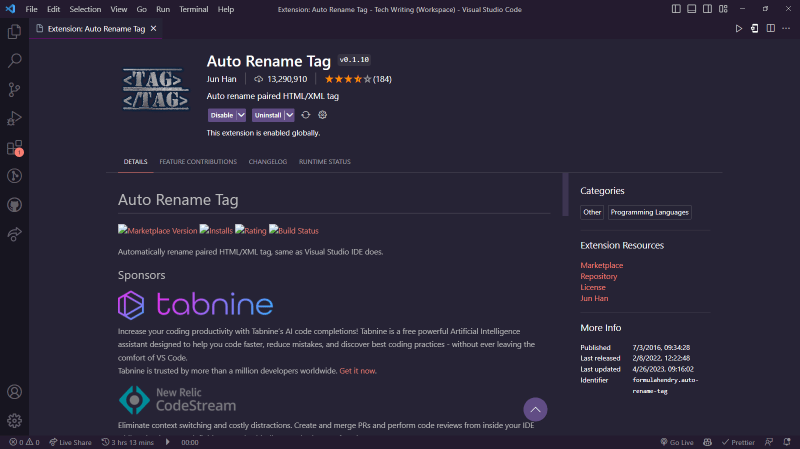 File Edit Selection View Go Run Terminal Help
Extension: Auto Rename Tag - Tech Writing (Workspace) - Visual Studio Code
Extension: Auto Rename Tag
<TAG>
</TAG>
Auto Rename Tag v0.1.10
Jun Han 13,290,910 (184)
Auto rename paired HTML/XML tag
Disable Uninstall
This extension is enabled globally.
1
DETAILS FEATURE CONTRIBUTIONS CHANGELOG RUNTIME STATUS
Auto Rename Tag
Marketplace Version Installs Rating Build Status
Automatically rename paired HTML/XML tag, same as Visual Studio IDE does.
Sponsors
tabnine
Increase your coding productivity with Tabnine's AI code completions! Tabnine is a free powerful Artificial Intelligence
assistant designed to help you code faster, reduce mistakes, and discover best coding practices - without ever leaving the
comfort of VS Code.
Tabnine is trusted by more than a million developers worldwide. Get it now.
New Relic
CodeStream
Eliminate context switching and costly distractions. Create and merge PRs and perform code reviews from inside your IDE
Categories
Other Programming Languages
Extension Resources
Marketplace
Repository
License
Jun Han
More Info
Published 7/3/2016, 09:34:28
Last released 2/8/2022, 12:22:48
Last updated 4/26/2023, 09:16:02
Identifier formulahendry.auto-
rename-tag
0 0 Live Share 3 hrs 13 mins 00:00 Go Live Prettier